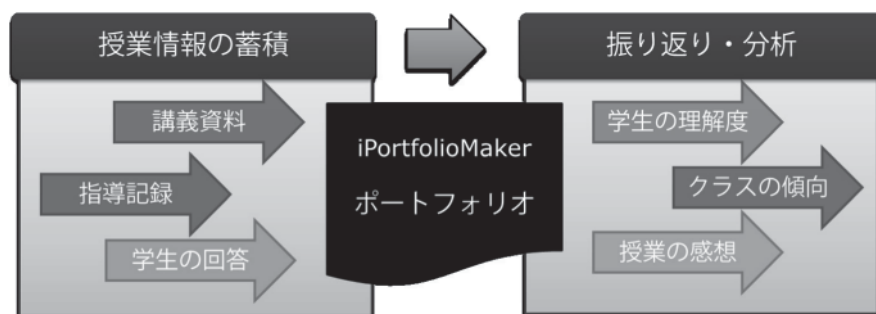 授業情報の蓄積
講義資料
指導記録
学生の回答
iPortfolioMaker
ポートフォリオ
振り返り・分析
学生の理解度
クラスの傾向
授業の感想